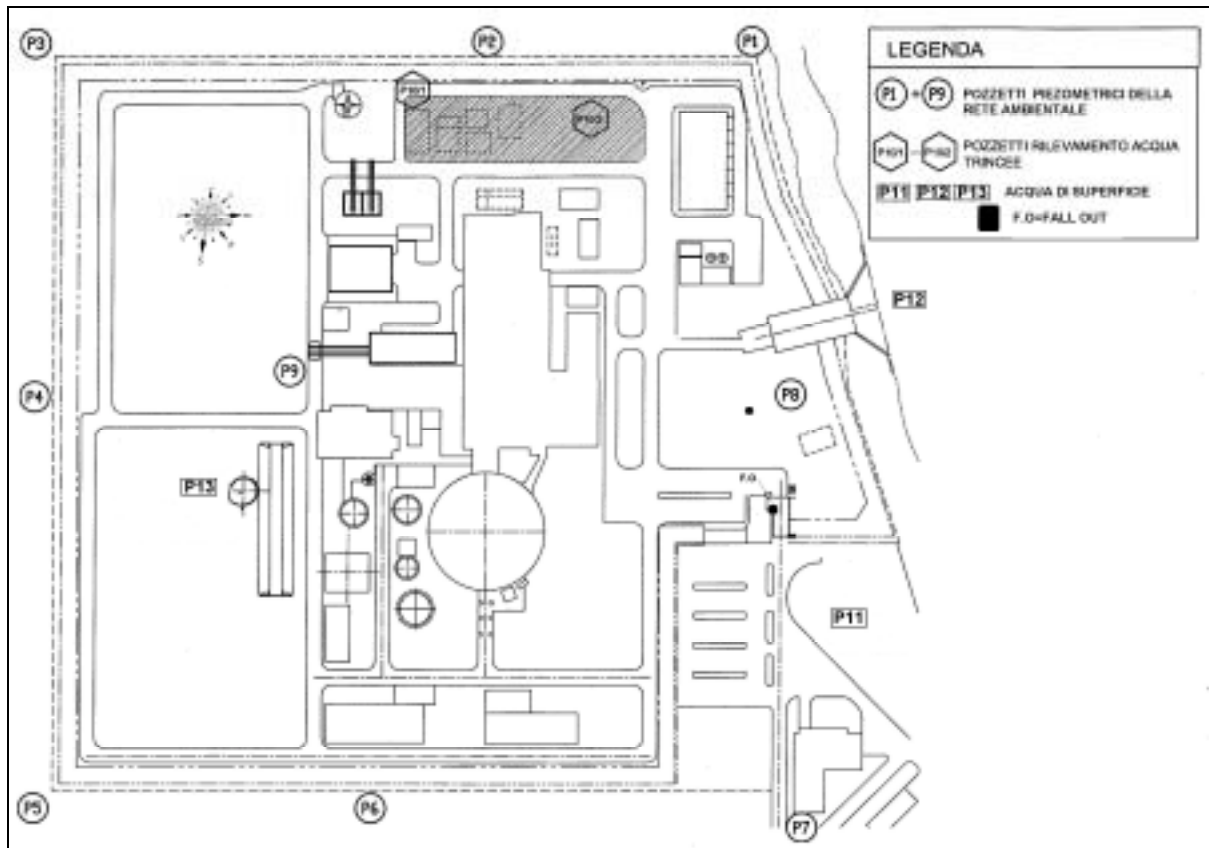 P3
P2
P1
LEGENDA
P1 ÷ P9 POZZETTI PIEZOMETRICI DELLA
RETE AMBIENTALE
P101 P102 POZZETTI RILEVAMENTO ACQUA
TRINCEE
P11 P12 P13 ACQUA DI SUPERFICIE
F.O=FALL OUT
P101
P102
P12
P9
P4
P8
P13
F.O.
P11
P5
P6
P7